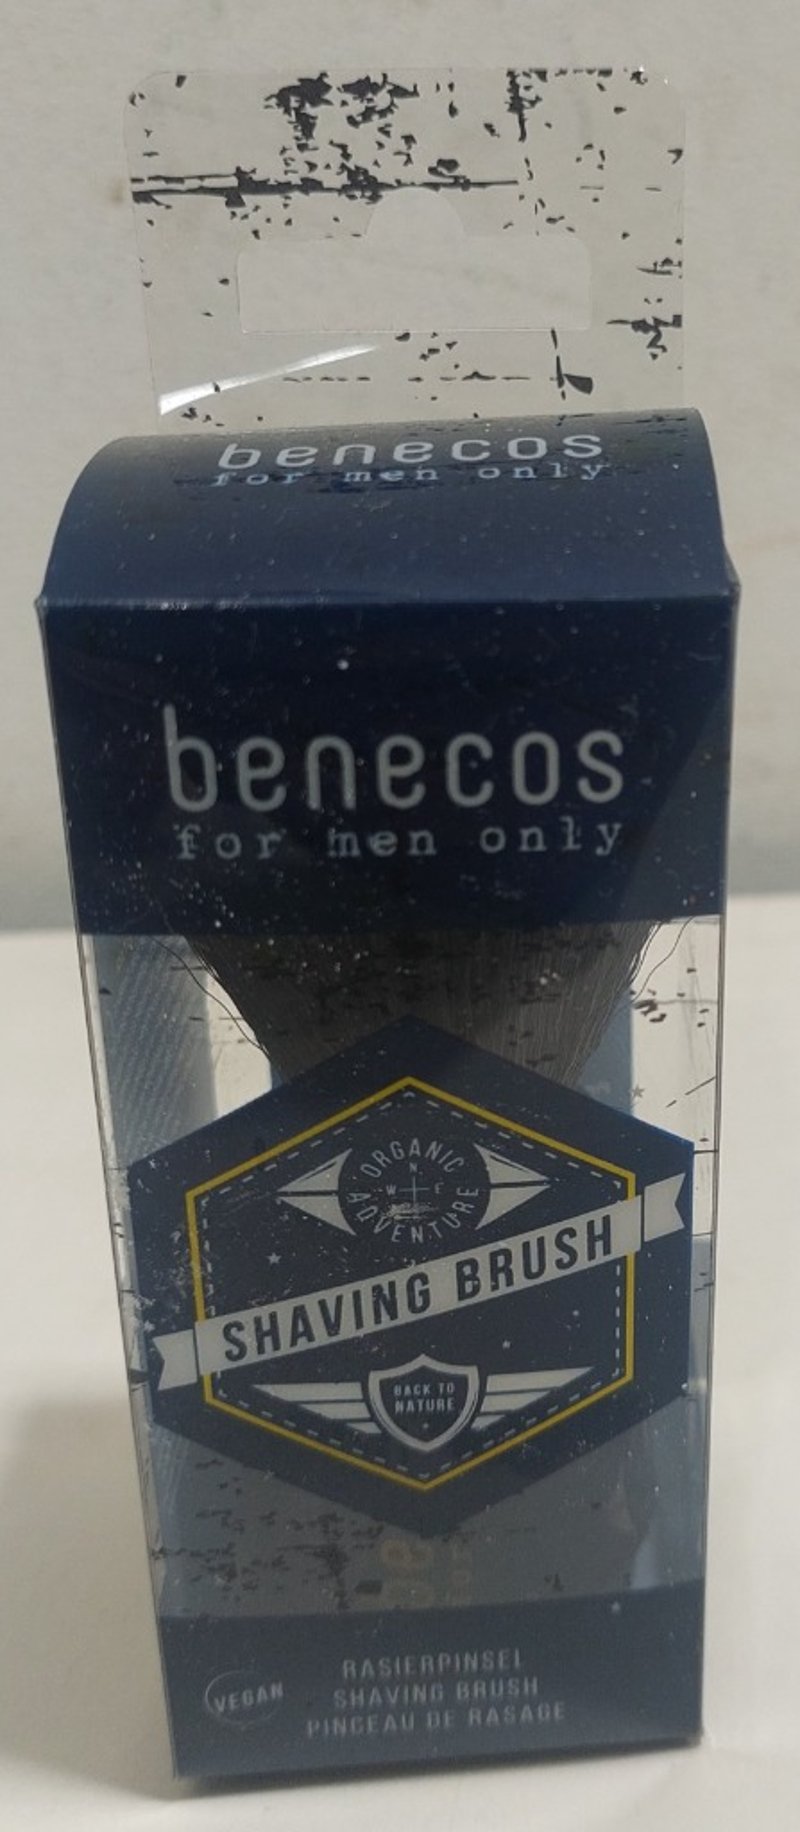 benecos
for men only
benecos
for men only
ORGANIC
N
W E
ADVENTURE
SHAVING BRUSH
BACK TO
NATURE
VEGAN
RASIERPINSEL
SHAVING BRUSH
PINCEAU DE RASAGE